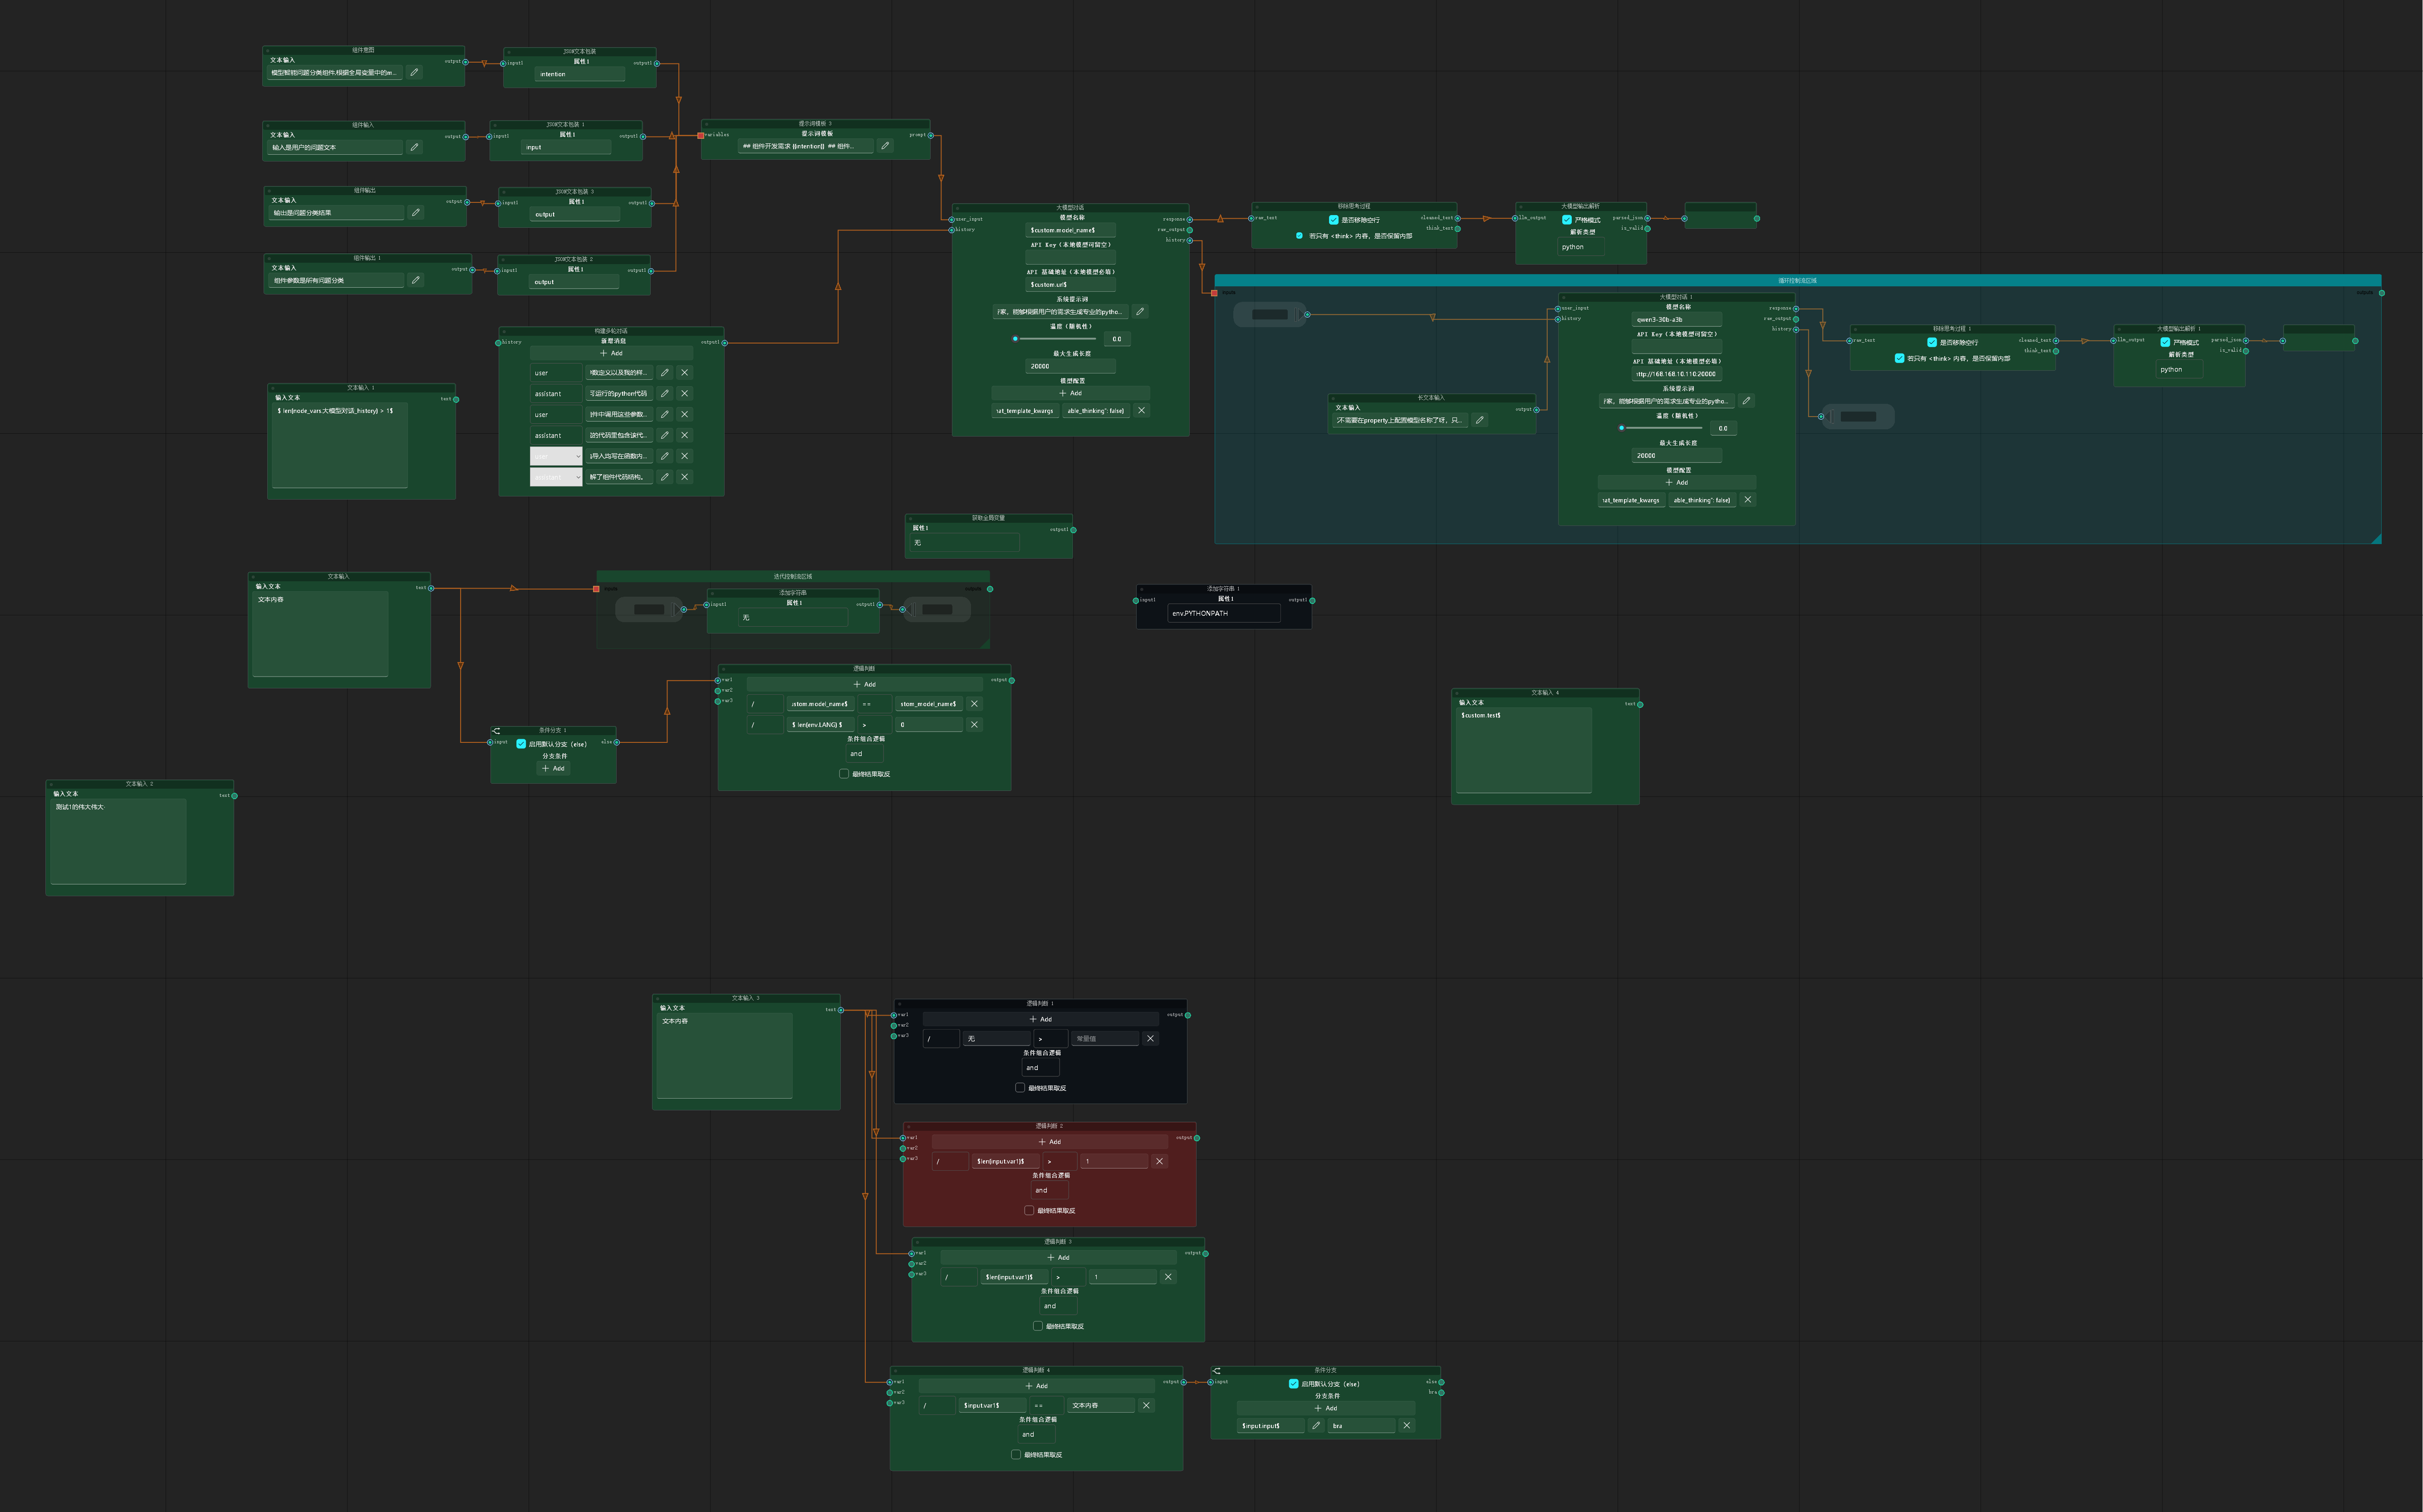 组件意图
文本输入
output
模型智能问题分类组件,根据全局变量中的m...
JSON文本包装
input1
属性1
output1
intention
组件输入
文本输入
output
输入是用户的问题文本
JSON文本包装 1
input1
属性1
output1
input
组件输出
文本输入
output
输出是问题分类结果
JSON文本包装 3
input1
属性1
output1
output
组件输出 1
文本输入
output
组件参数是所有问题分类
JSON文本包装 2
input1
属性1
output1
output
提示词模板 3
variables
提示词模板
prompt
## 组件开发需求 {{intention}} ## 组件...
构建多轮对话
history
新增消息
output1
Add
user
assistant
可运行的python代码
user
件中调用这些参数...
assistant
的代码里包含该代...
导入均写在函数内...
解了组件代码结构。
文本输入 1
输入文本
text
$ len(node_vars.大模型对话_history) > 1$
大模型对话
user_input
history
模型名称
response
raw_output
history
$custom.model_name$
API Key（本地模型可留空）
API 基础地址（本地模型必填）
$custom.url$
系统提示词
家，能够根据用户的需求生成专业的pytho...
温度（随机性）
0.0
最大生成长度
20000
模型配置
Add
at_template_kwargs
able_thinking": false}
移除思考过程
raw_text
是否移除空行
若只有 <think> 内容，是否保留内部
cleaned_text
think_text
大模型输出解析
llm_output
严格模式
解析类型
python
parsed_json
is_valid
循环控制流区域
inputs
outputs
长文本输入
文本输入
output
不需要在property上配置模型名称了呀，只...
大模型对话 1
user_input
history
模型名称
response
raw_output
history
qwen3-30b-a3b
API Key（本地模型可留空）
API 基础地址（本地模型必填）
ttp://168.168.10.110:20000
系统提示词
家，能够根据用户的需求生成专业的pytho...
温度（随机性）
0.0
最大生成长度
20000
模型配置
Add
at_template_kwargs
able_thinking": false}
移除思考过程 1
raw_text
是否移除空行
若只有 <think> 内容，是否保留内部
cleaned_text
think_text
大模型输出解析 1
llm_output
严格模式
解析类型
python
parsed_json
is_valid
获取全局变量
属性1
output1
无
文本输入
输入文本
text
文本内容
迭代控制流区域
inputs
outputs
添加字符串
input1
属性1
output1
无
添加字符串 1
input1
属性1
output1
env.PYTHONPATH
逻辑判断
var1
var2
var3
output
Add
/
stom.model_name$
==
stom_model_name$
/
$ len(env.LANG) $
>
0
条件组合逻辑
and
最终结果取反
条件分支 1
input
启用默认分支（else）
else
分支条件
Add
文本输入 4
输入文本
text
$custom.test$
文本输入 2
输入文本
text
测试1的伟大伟大
文本输入 3
输入文本
text
文本内容
逻辑判断 1
var1
var2
var3
output
Add
/
无
>
常量值
条件组合逻辑
and
最终结果取反
逻辑判断 2
var1
var2
var3
output
Add
/
$len(input.var1)$
>
1
条件组合逻辑
and
最终结果取反
逻辑判断 3
var1
var2
var3
output
Add
/
$len(input.var1)$
>
1
条件组合逻辑
and
最终结果取反
逻辑判断 4
var1
var2
var3
output
Add
/
$input.var1$
==
文本内容
条件组合逻辑
and
最终结果取反
条件分支
input
启用默认分支（else）
else
bra
分支条件
Add
$input.input$
bra